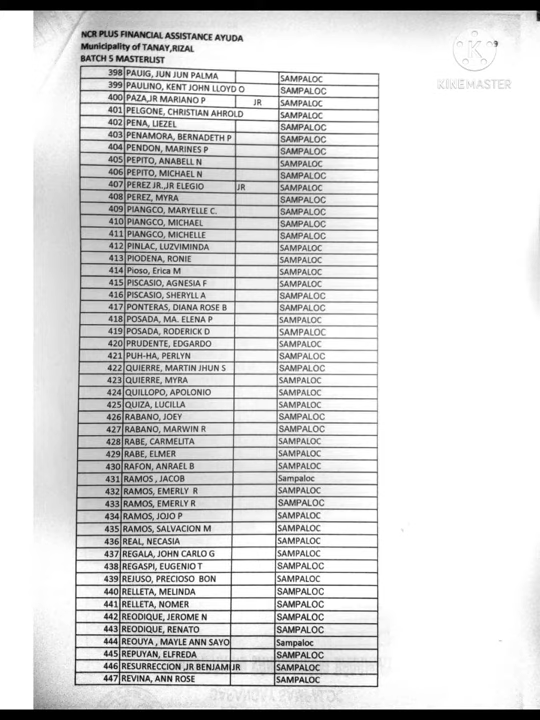 NCR PLUS FINANCIAL ASSISTANCE AYUDA
Municipality of TANAY,RIZAL
BATCH 5 MASTERLIST
9
KINEMASTER
398 PAUIG, JUN JUN PALMA SAMPALOC
399 PAULINO, KENT JOHN LLOYD O SAMPALOC
400 PAZA,JR MARIANO P JR SAMPALOC
401 PELGONE, CHRISTIAN AHROLD SAMPALOC
402 PENA, LIEZEL SAMPALOC
403 PENAMORA, BERNADETH P SAMPALOC
404 PENDON, MARINES P SAMPALOC
405 PEPITO, ANABELL N SAMPALOC
406 PEPITO, MICHAEL N SAMPALOC
407 PEREZ JR.,JR ELEGIO JR SAMPALOC
408 PEREZ, MYRA SAMPALOC
409 PIANGCO, MARYELLE C. SAMPALOC
410 PIANGCO, MICHAEL SAMPALOC
411 PIANGCO, MICHELLE SAMPALOC
412 PINLAC, LUZVIMINDA SAMPALOC
413 PIODENA, RONIE SAMPALOC
414 Pioso, Erica M SAMPALOC
415 PISCASIO, AGNESIA F SAMPALOC
416 PISCASIO, SHERYLL A SAMPALOC
417 PONTERAS, DIANA ROSE B SAMPALOC
418 POSADA, MA. ELENA P SAMPALOC
419 POSADA, RODERICK D SAMPALOC
420 PRUDENTE, EDGARDO SAMPALOC
421 PUH-HA, PERLYN SAMPALOC
422 QUIERRE, MARTIN JHUN S SAMPALOC
423 QUIERRE, MYRA SAMPALOC
424 QUILLOPO, APOLONIO SAMPALOC
425 QUIZA, LUCILLA SAMPALOC
426 RABANO, JOEY SAMPALOC
427 RABANO, MARWIN R SAMPALOC
428 RABE, CARMELITA SAMPALOC
429 RABE, ELMER SAMPALOC
430 RAFON, ANRAEL B SAMPALOC
431 RAMOS , JACOB Sampaloc
432 RAMOS, EMERLY R SAMPALOC
433 RAMOS, EMERLY R SAMPALOC
434 RAMOS, JOJO P SAMPALOC
435 RAMOS, SALVACION M SAMPALOC
436 REAL, NECASIA SAMPALOC
437 REGALA, JOHN CARLO G SAMPALOC
438 REGASPI, EUGENIO T SAMPALOC
439 REJUSO, PRECIOSO BON SAMPALOC
440 RELLETA, MELINDA SAMPALOC
441 RELLETA, NOMER SAMPALOC
442 REODIQUE, JEROME N SAMPALOC
443 REODIQUE, RENATO SAMPALOC
444 REOUYA , MAYLE ANN SAYO Sampaloc
445 REPUYAN, ELFREDA SAMPALOC
446 RESURRECCION ,JR BENJAM JR SAMPALOC
447 REVINA, ANN ROSE SAMPALOC